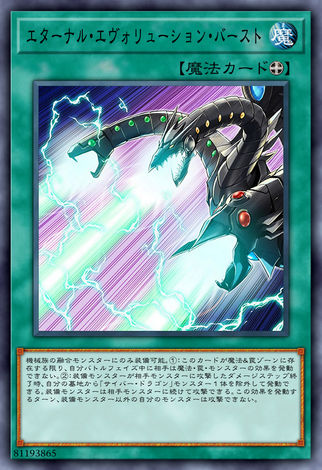 エターナル・エヴォリューション・バースト
魔
【魔法カード】
機械族の融合モンスターにのみ装備可能。①:このカードが魔法&罠ゾーンに存
在する限り、自分バトルフェイズ中に相手は魔法・罠・モンスターの効果を発動
できない。②:装備モンスターが相手モンスターに攻撃したダメージステップ終
了時、自分の墓地から「サイバー・ドラゴン」モンスター1体を除外して発動で
きる。装備モンスターは相手モンスターに続けて攻撃できる。この効果を発動す
るターン、装備モンスター以外の自分のモンスターは攻撃できない。
81193865